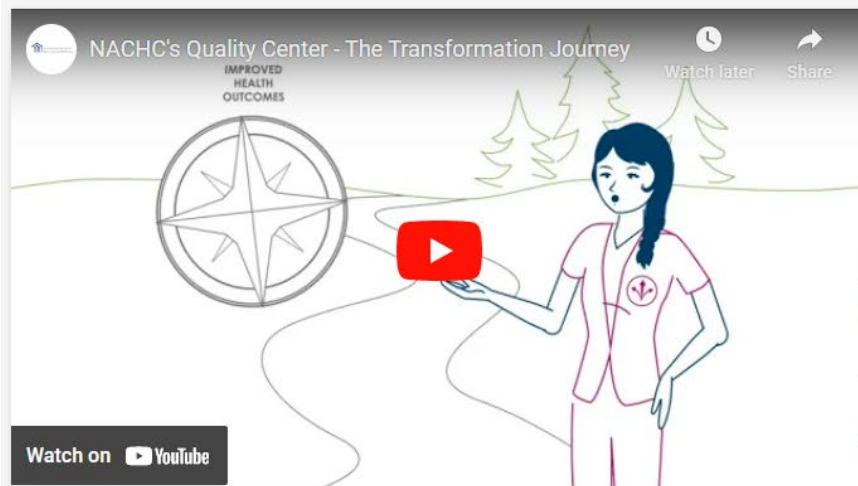 NACHC's Quality Center - The Transformation Journey
Watch later
Share
IMPROVED
HEALTH
OUTCOMES
Watch on YouTube